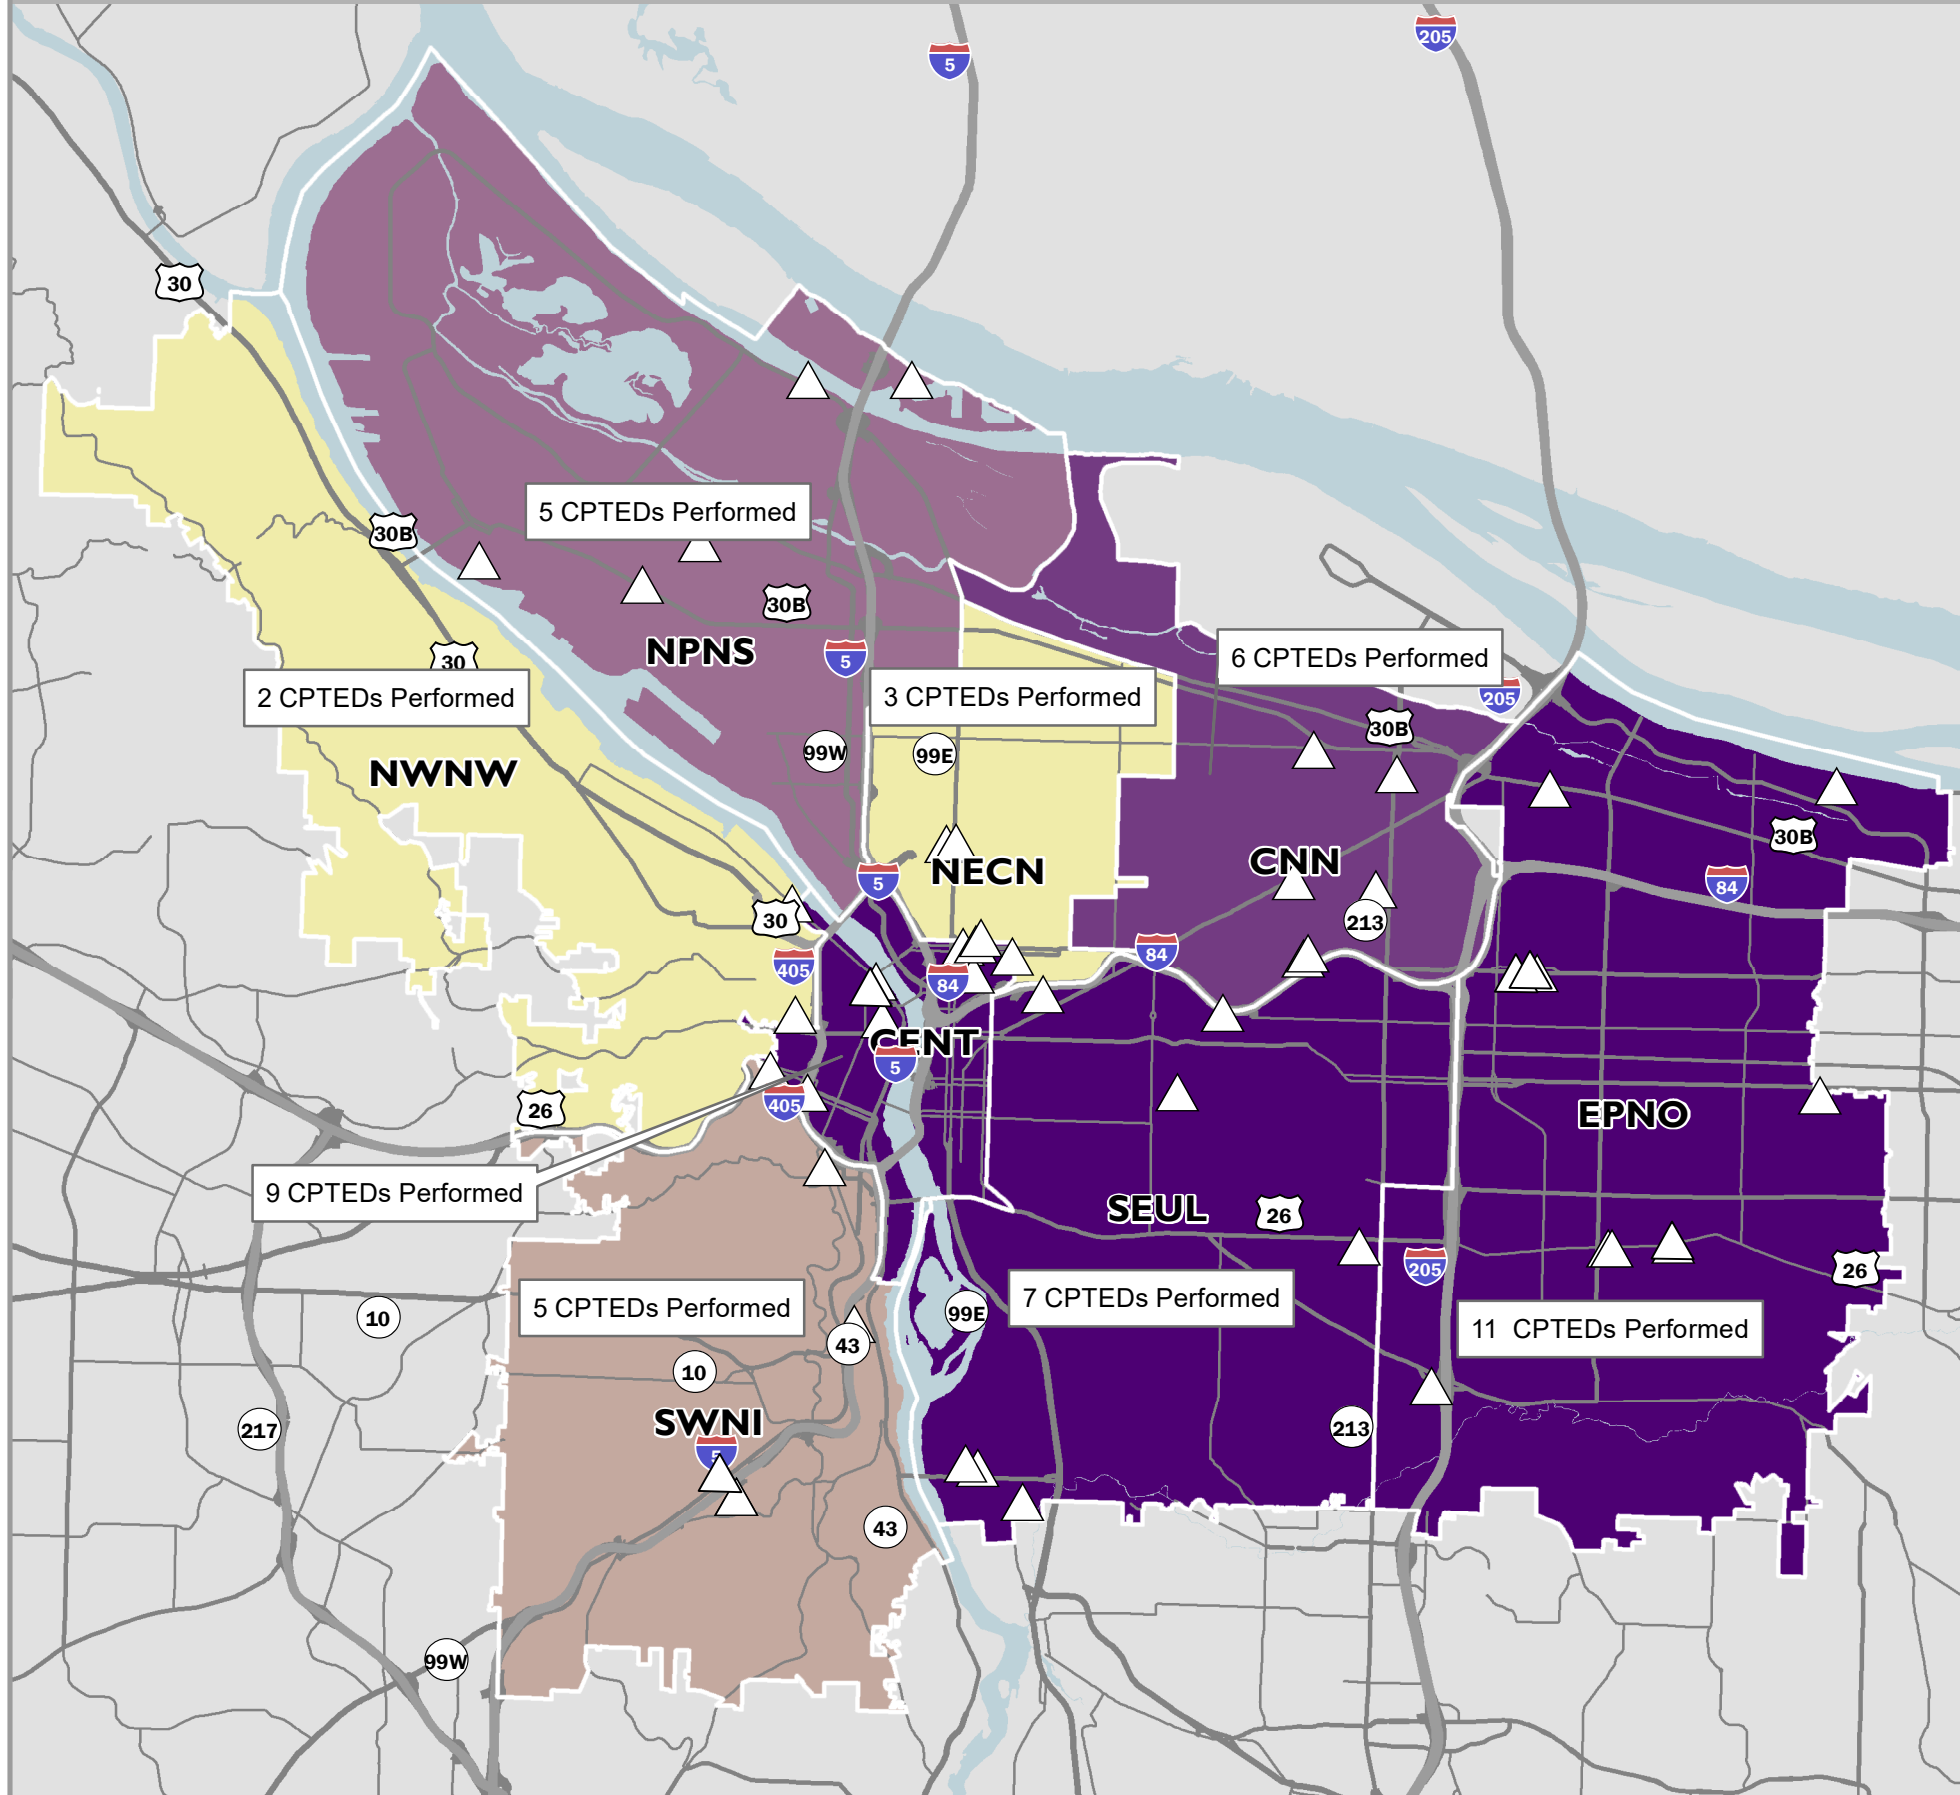 5
205
30
5 CPTEDs Performed
30B
30B
NPNS
5
30
6 CPTEDs Performed
205
2 CPTEDs Performed
3 CPTEDs Performed
30B
99W
99E
NWNW
30B
CNN
NECN
5
84
30
213
84
405
84
CENT
5
405
26
EPNO
9 CPTEDs Performed
SEUL
26
205
26
5 CPTEDs Performed
7 CPTEDs Performed
99E
10
11 CPTEDs Performed
43
10
SWNI
217
213
5
43
99W